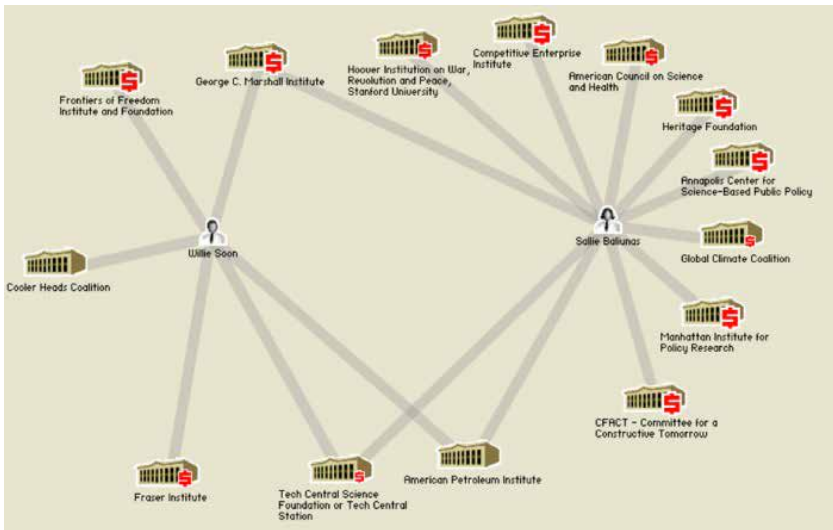 Competitive Enterprise
Institute
Hoover Institution on War,
Revolution and Peace,
Stanford University
George C. Marshall Institute
American Council on Science
and Health
Frontiers of Freedom
Institute and Foundation
Heritage Foundation
Annapolis Center for
Science-Based Public Policy
Willie Soon
Sallie Baliunas
Global Climate Coalition
Cooler Heads Coalition
Manhattan Institute for
Policy Research
CFACT - Committee for a
Constructive Tomorrow
Fraser Institute
Tech Central Science
Foundation or Tech Central
Station
American Petroleum Institute